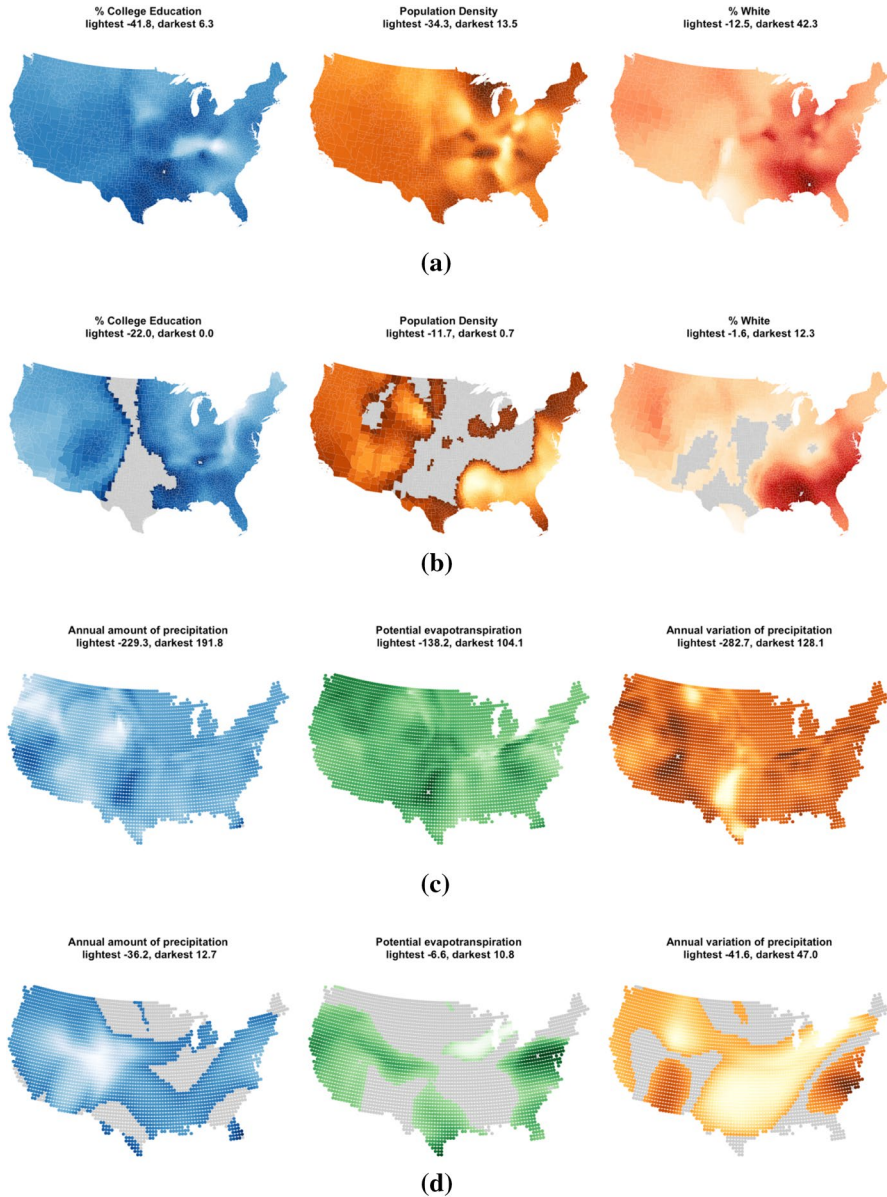 % College Education
lightest -41.8, darkest 6.3
Population Density
lightest -34.3, darkest 13.5
% White
lightest -12.5, darkest 42.3
(a)
% College Education
lightest -22.0, darkest 0.0
Population Density
lightest -11.7, darkest 0.7
% White
lightest -1.6, darkest 12.3
(b)
Annual amount of precipitation
lightest -229.3, darkest 191.8
Potential evapotranspiration
lightest -138.2, darkest 104.1
Annual variation of precipitation
lightest -282.7, darkest 128.1
(c)
Annual amount of precipitation
lightest -36.2, darkest 12.7
Potential evapotranspiration
lightest -6.6, darkest 10.8
Annual variation of precipitation
lightest -41.6, darkest 47.0
(d)